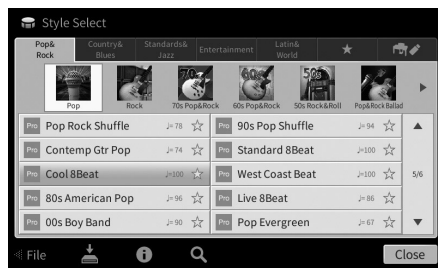 Style Select
Pop& Rock
Country& Blues
Standards& Jazz
Entertainment
Latin& World
70s
60s
50s
Pop
Rock
70s Pop&Rock
60s Pop&Rock
50s Rock&Roll
Pop&Rock Ballad
Pro Pop Rock Shuffle ♩= 78
Pro 90s Pop Shuffle ♩= 94
Pro Contemp Gtr Pop ♩= 74
Pro Standard 8Beat ♩=100
Pro Cool 8Beat ♩=100
Pro West Coast Beat ♩=100
5/6
Pro 80s American Pop ♩= 96
Pro Live 8Beat ♩= 86
Pro 00s Boy Band ♩= 90
Pro Pop Evergreen ♩= 67
File
Close